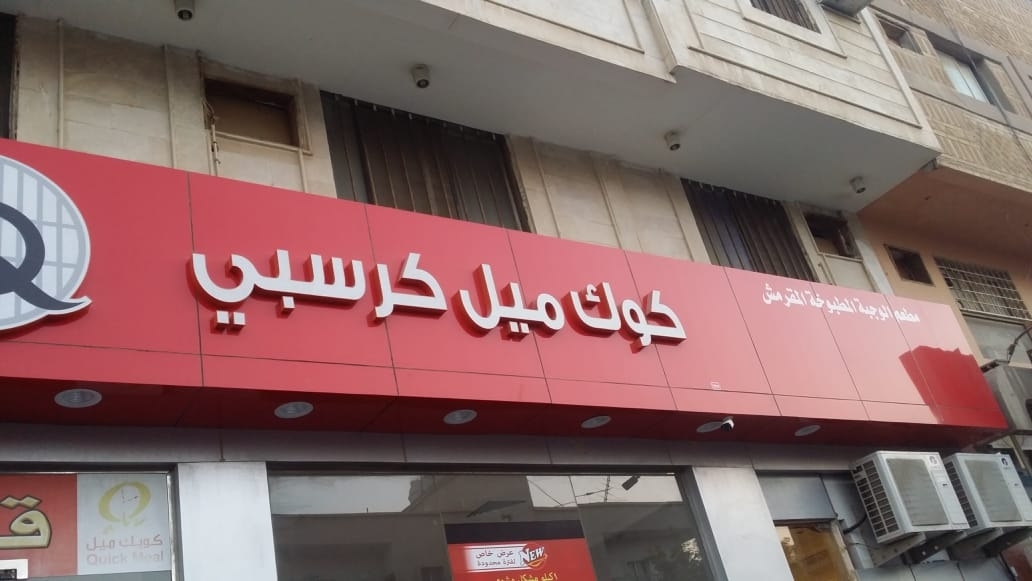 مطعم الوجبة المطبوخة المقرمش
كوك ميل كرسبي
Q
كويك ميل
Quick Meal
عرض خاص
لفترة محدودة
NEW